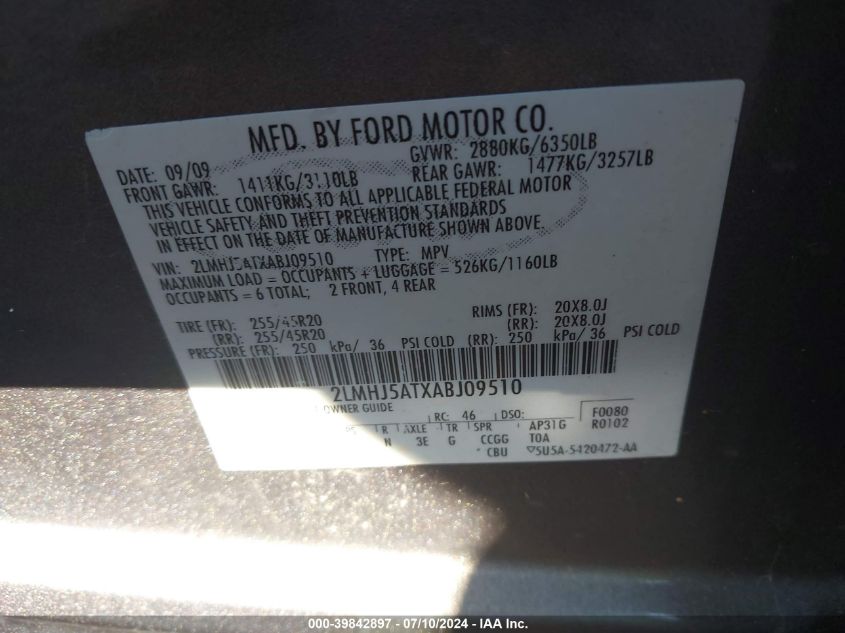 MFD. BY FORD MOTOR CO.
DATE: 09/09 GVWR: 2880KG/6350LB
FRONT GAWR: 1411KG/3110LB REAR GAWR: 1477KG/3257LB
THIS VEHICLE CONFORMS TO ALL APPLICABLE FEDERAL MOTOR
VEHICLE SAFETY AND THEFT PREVENTION STANDARDS
IN EFFECT ON THE DATE OF MANUFACTURE SHOWN ABOVE.
VIN: 2LMHJ5ATXABJ09510 TYPE: MPV
MAXIMUM LOAD = OCCUPANTS + LUGGAGE = 526KG/1160LB
OCCUPANTS = 6 TOTAL; 2 FRONT, 4 REAR
TIRE (FR): 255/45R20 RIMS (FR): 20X8.0J
(RR): 255/45R20 (RR): 20X8.0J
PRESSURE (FR): 250 kPa/ 36 PSI COLD (RR): 250 kPa/ 36 PSI COLD
2LMHJ5ATXABJ09510
OWNER GUIDE
RC: 46 DSO: F0080
R AXLE TR SPR AP31G R0102
N 3E G CCGG T0A
CBU 5U5A-5420472-AA
000-39842897 - 07/10/2024 - IAA Inc.